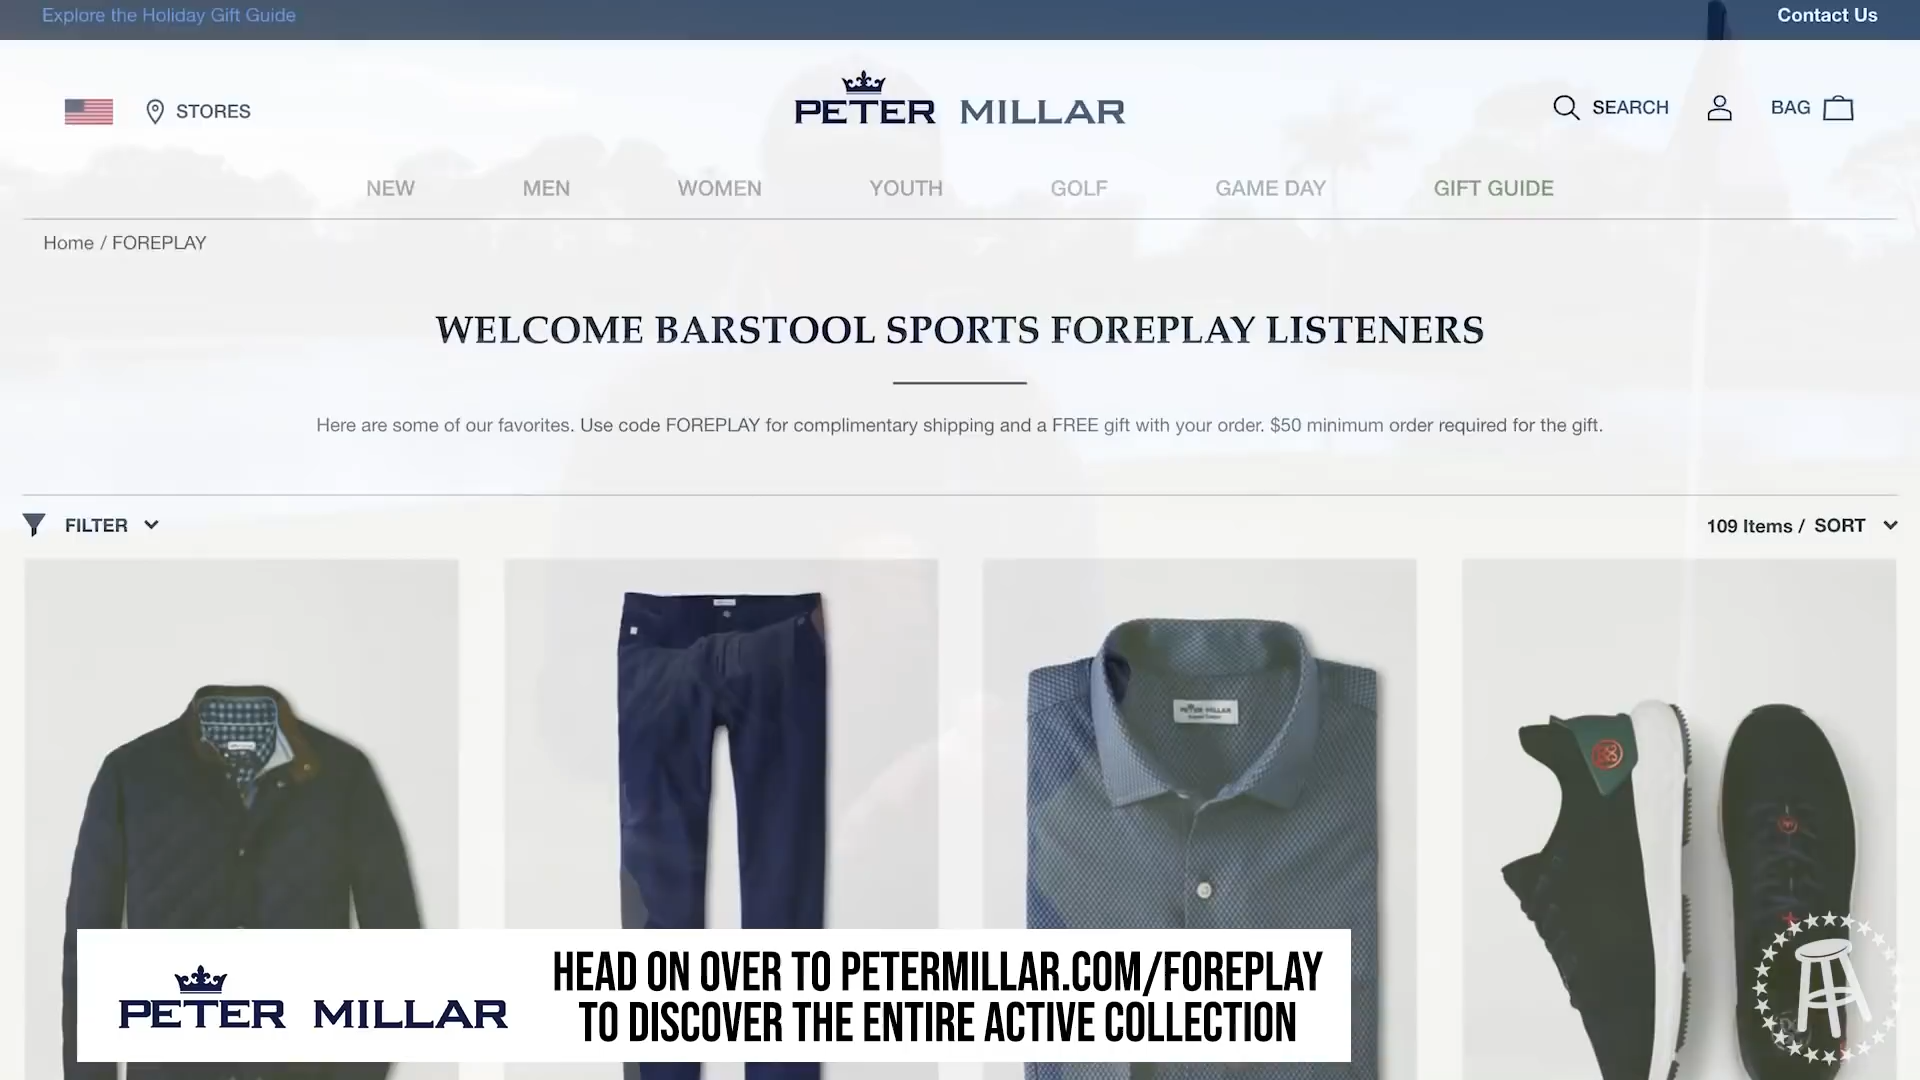 Explore the Holiday Gift Guide
Contact Us
STORES
PETER MILLAR
SEARCH
BAG
NEW
MEN
WOMEN
YOUTH
GOLF
GAME DAY
GIFT GUIDE
Home / FOREPLAY
WELCOME BARSTOOL SPORTS FOREPLAY LISTENERS
Here are some of our favorites. Use code FOREPLAY for complimentary shipping and a FREE gift with your order. $50 minimum order required for the gift.
FILTER
109 Items / SORT
PETER MILLAR
PETER MILLAR
HEAD ON OVER TO PETERMILLAR.COM/FOREPLAY
TO DISCOVER THE ENTIRE ACTIVE COLLECTION